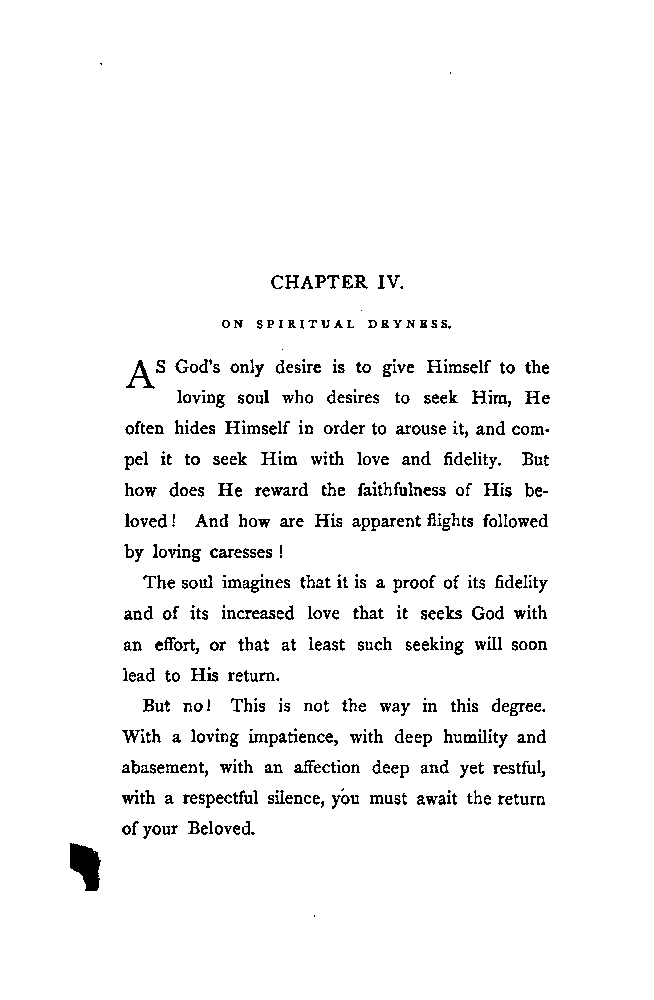 CHAPTER IV.
ON SPIRITUAL DRYNESS.
AS God's only desire is to give Himself to the
loving soul who desires to seek Him, He
often hides Himself in order to arouse it, and com-
pel it to seek Him with love and fidelity. But
how does He reward the faithfulness of His be-
loved! And how are His apparent flights followed
by loving caresses!
The soul imagines that it is a proof of its fidelity
and of its increased love that it seeks God with
an effort, or that at least such seeking will soon
lead to His return.
But no! This is not the way in this degree.
With a loving impatience, with deep humility and
abasement, with an affection deep and yet restful,
with a respectful silence, you must await the return
of your Beloved.